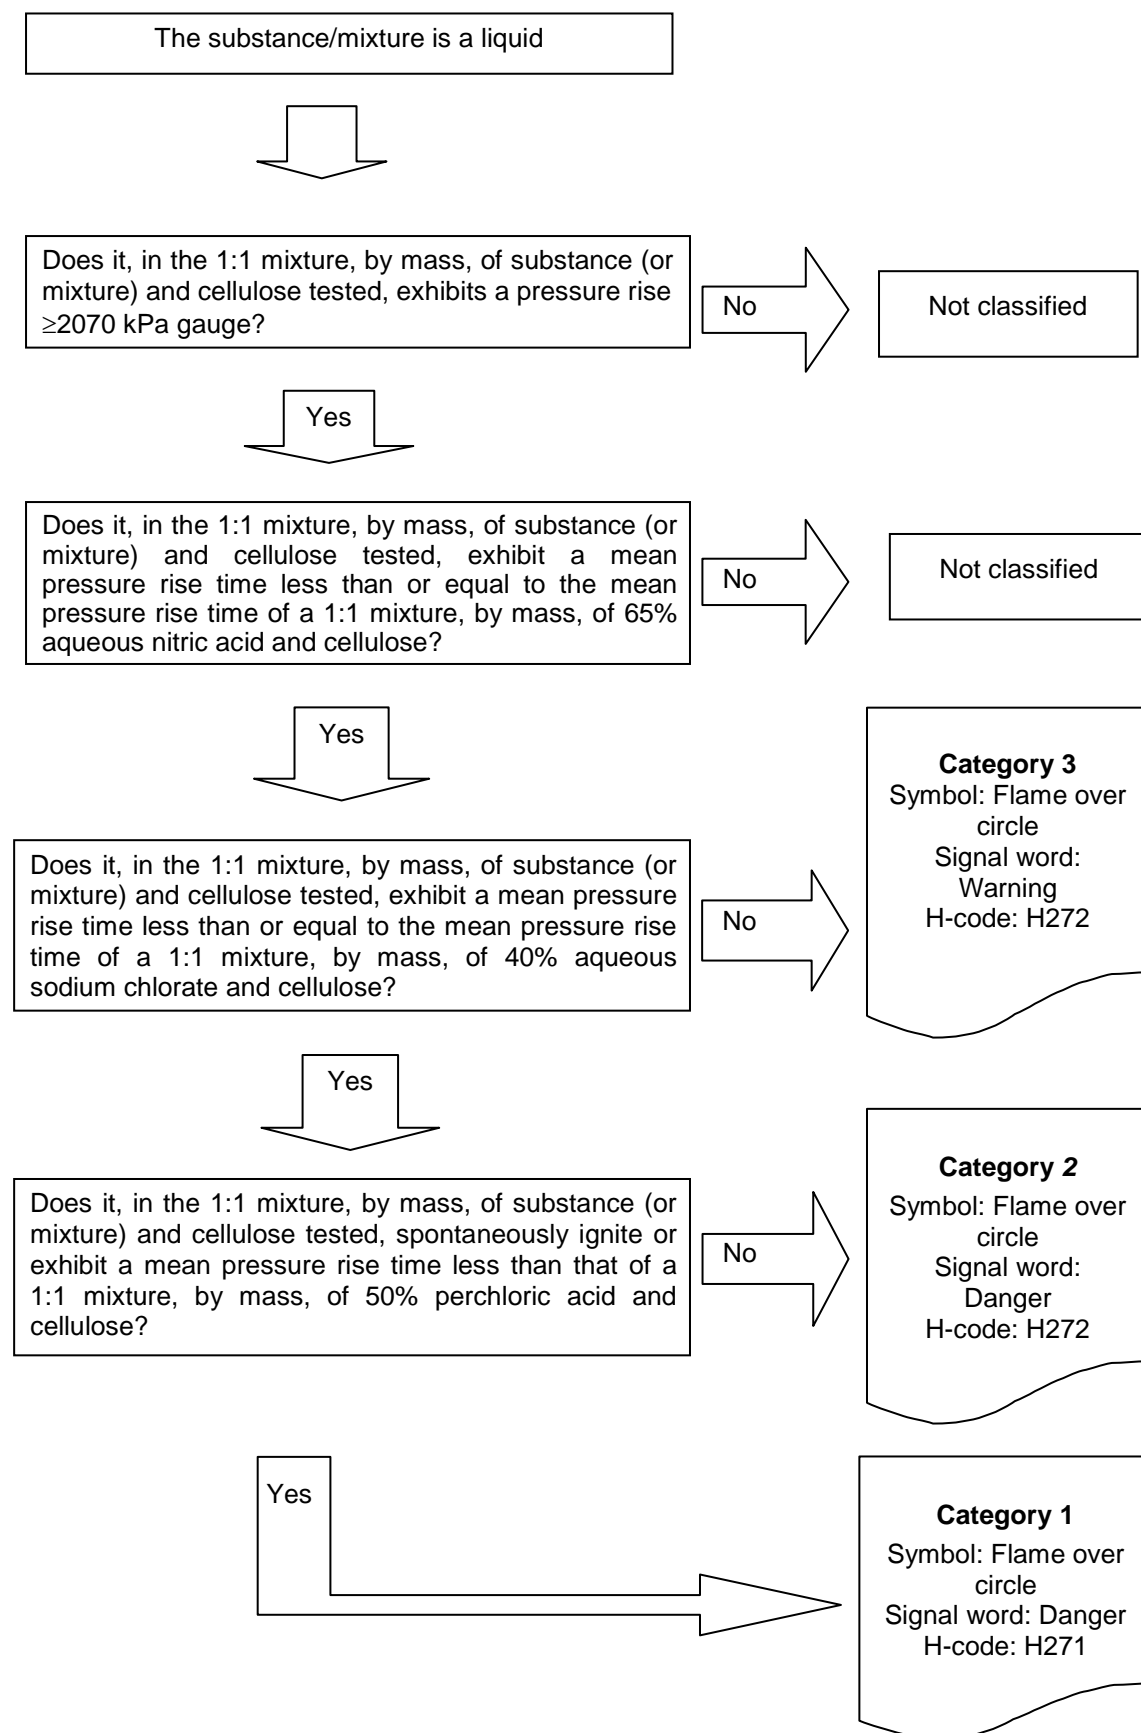 The substance/mixture is a liquid
Does it, in the 1:1 mixture, by mass, of substance (or
mixture) and cellulose tested, exhibits a pressure rise
≥2070 kPa gauge?
No
Not classified
Yes
Does it, in the 1:1 mixture, by mass, of substance (or
mixture) and cellulose tested, exhibit a mean
pressure rise time less than or equal to the mean
pressure rise time of a 1:1 mixture, by mass, of 65%
aqueous nitric acid and cellulose?
No
Not classified
Yes
Does it, in the 1:1 mixture, by mass, of substance (or
mixture) and cellulose tested, exhibit a mean pressure
rise time less than or equal to the mean pressure rise
time of a 1:1 mixture, by mass, of 40% aqueous
sodium chlorate and cellulose?
No
Category 3
Symbol: Flame over
circle
Signal word:
Warning
H-code: H272
Yes
Does it, in the 1:1 mixture, by mass, of substance (or
mixture) and cellulose tested, spontaneously ignite or
exhibit a mean pressure rise time less than that of a
1:1 mixture, by mass, of 50% perchloric acid and
cellulose?
No
Category 2
Symbol: Flame over
circle
Signal word:
Danger
H-code: H272
Yes
Category 1
Symbol: Flame over
circle
Signal word: Danger
H-code: H271